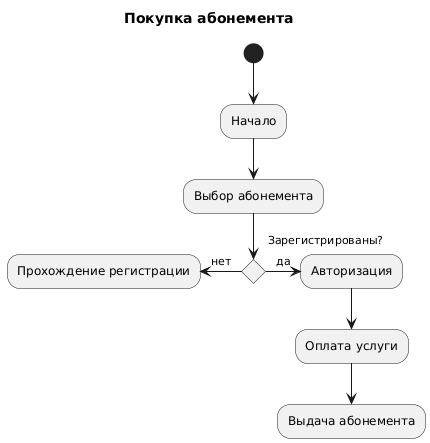 Покупка абонемента
Начало
Выбор абонемента
Зарегистрированы?
Прохождение регистрации
нет
да
Авторизация
Оплата услуги
Выдача абонемента